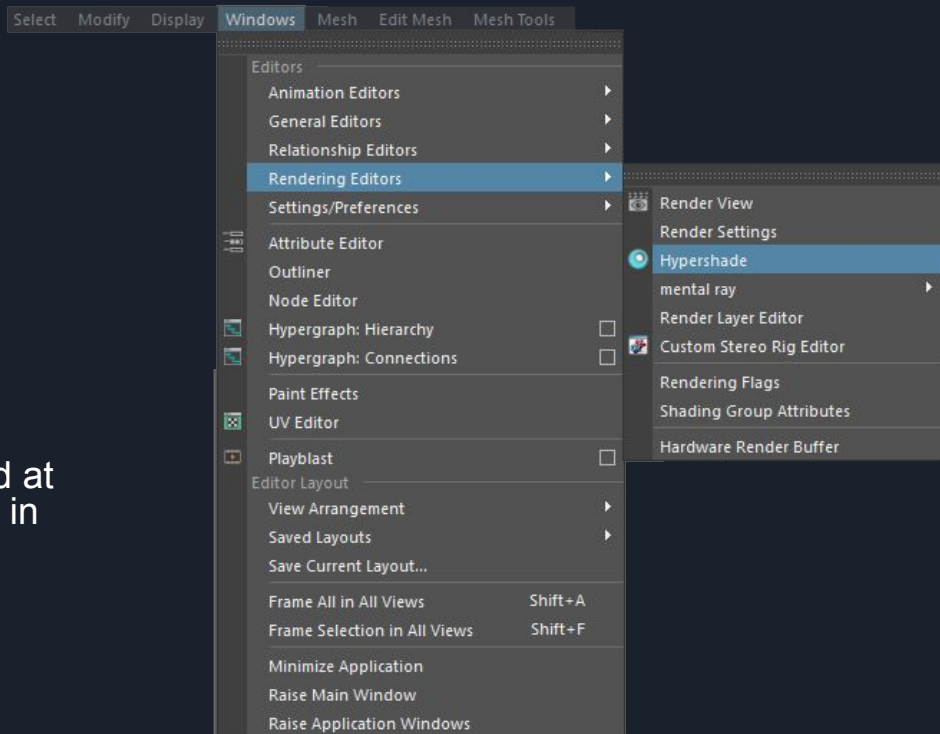 Select Modify Display Windows Mesh Edit Mesh Mesh Tools
Editors
Animation Editors
General Editors
Relationship Editors
Rendering Editors
Settings/Preferences
Attribute Editor
Outliner
Node Editor
Hypergraph: Hierarchy
Hypergraph: Connections
Paint Effects
UV Editor
Playblast
Editor Layout
View Arrangement
Saved Layouts
Save Current Layout...
Frame All in All Views Shift+A
Frame Selection in All Views Shift+F
Minimize Application
Raise Main Window
Raise Application Windows
Render View
Render Settings
Hypershade
mental ray
Render Layer Editor
Custom Stereo Rig Editor
Rendering Flags
Shading Group Attributes
Hardware Render Buffer
at
in